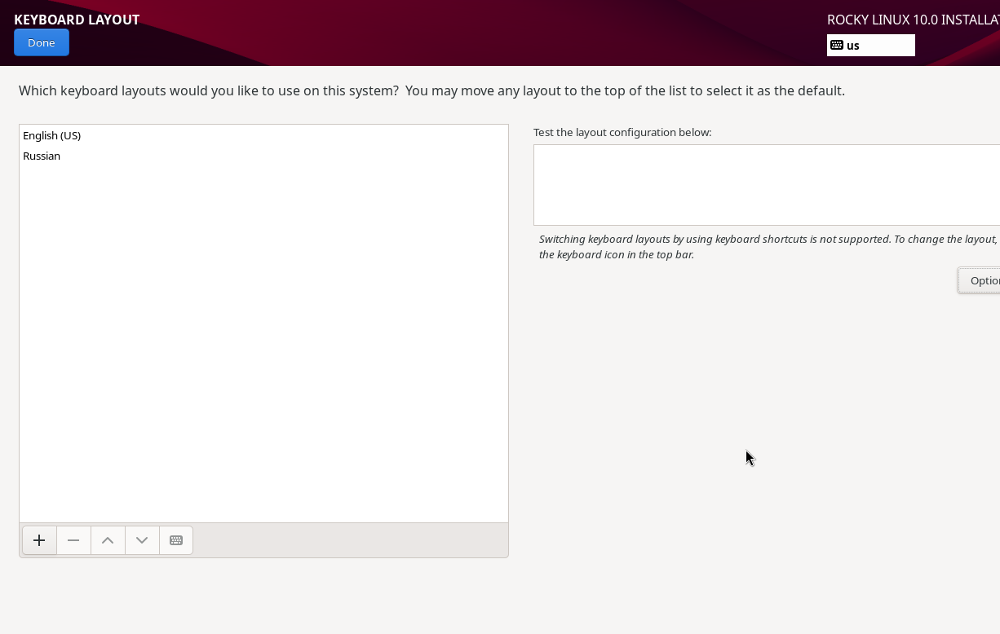 KEYBOARD LAYOUT
ROCKY LINUX 10.0 INSTALLAT
Done
us
Which keyboard layouts would you like to use on this system?  You may move any layout to the top of the list to select it as the default.
English (US)
Russian
Test the layout configuration below:
Switching keyboard layouts by using keyboard shortcuts is not supported. To change the layout,
the keyboard icon in the top bar.
Option